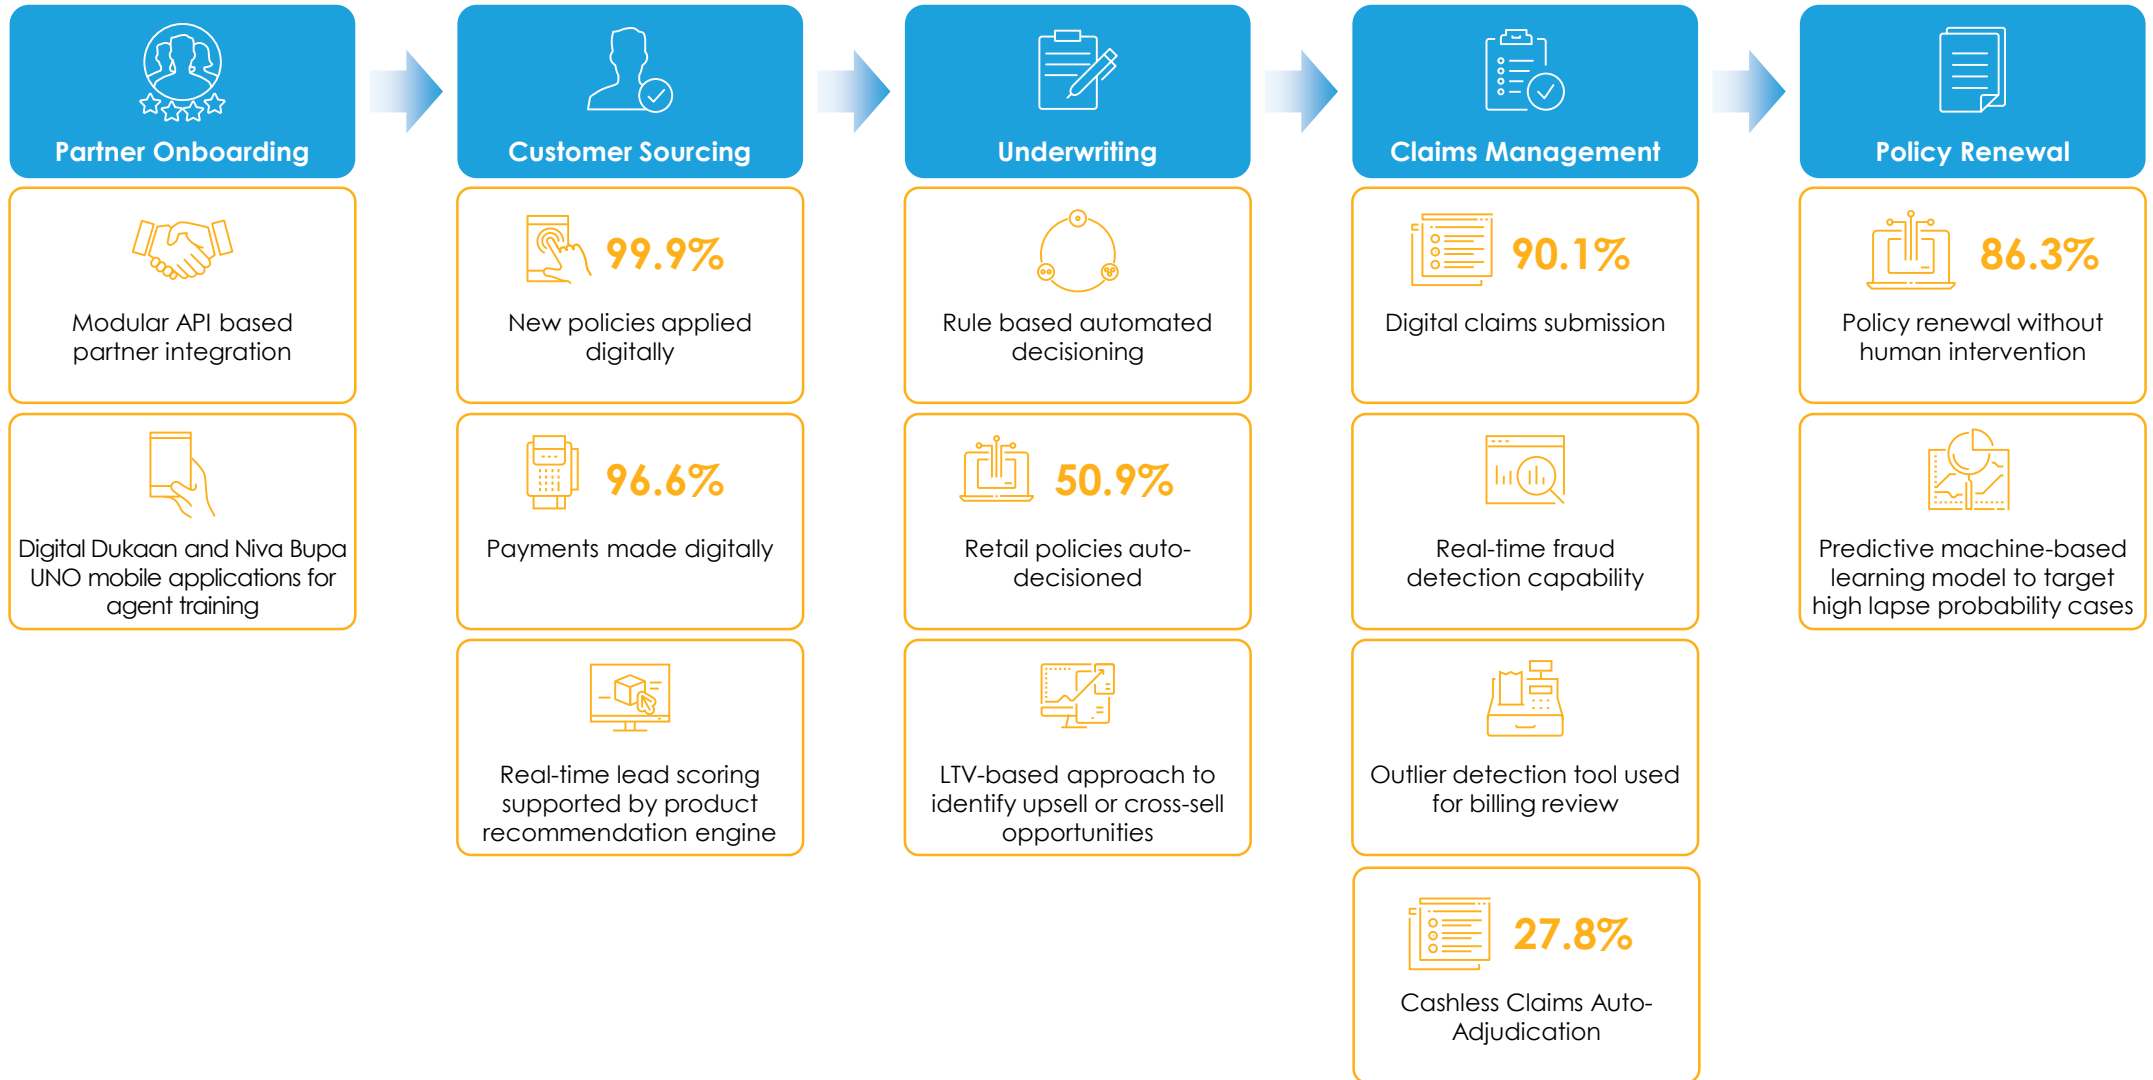 Partner Onboarding
Modular API based
partner integration
Digital Dukaan and Niva Bupa
UNO mobile applications for
agent training
Customer Sourcing
99.9%
New policies applied
digitally
96.6%
Payments made digitally
Real-time lead scoring
supported by product
recommendation engine
Underwriting
Rule based automated
decisioning
50.9%
Retail policies auto-
decisioned
LTV-based approach to
identify upsell or cross-sell
opportunities
Claims Management
90.1%
Digital claims submission
Real-time fraud
detection capability
Outlier detection tool used
for billing review
27.8%
Cashless Claims Auto-
Adjudication
Policy Renewal
86.3%
Policy renewal without
human intervention
Predictive machine-based
learning model to target
high lapse probability cases